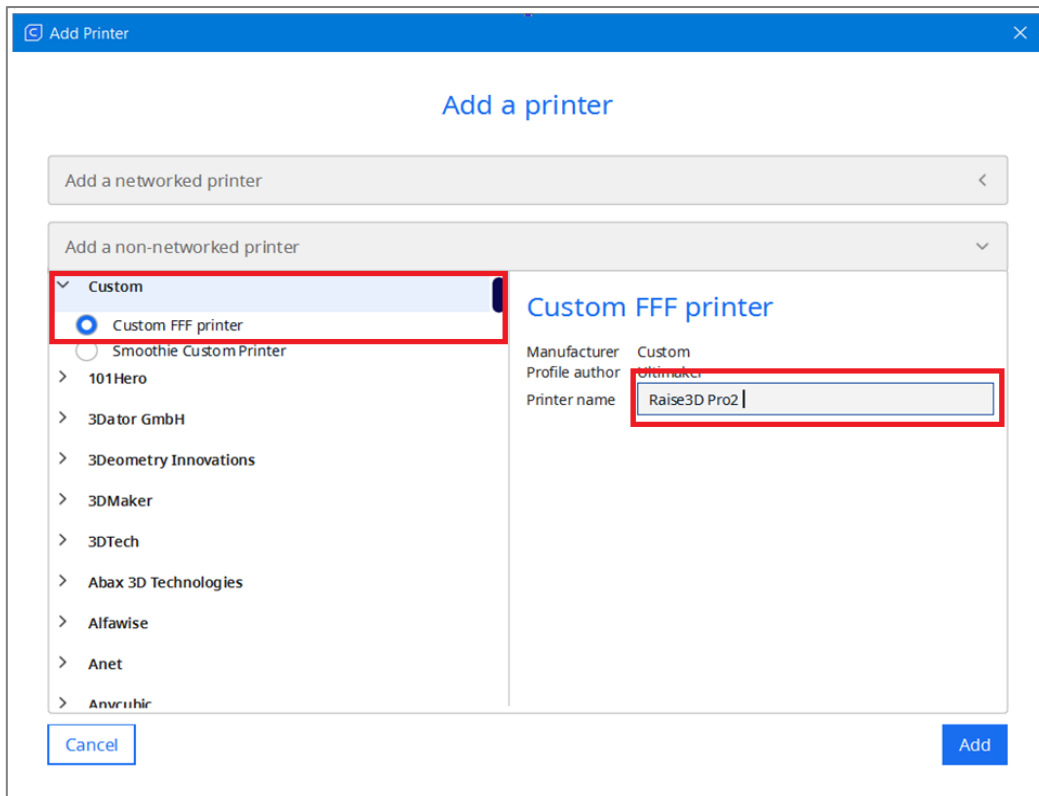 Add Printer
Add a printer
Add a networked printer
Add a non-networked printer
Custom
Custom FFF printer
Smoothie Custom Printer
101Hero
3Dator GmbH
3Deometry Innovations
3DMaker
3DTech
Abax 3D Technologies
Alfawise
Anet
Anycubic
Custom FFF printer
Manufacturer Custom
Profile author Ultimaker
Printer name Raise3D Pro2
Cancel
Add